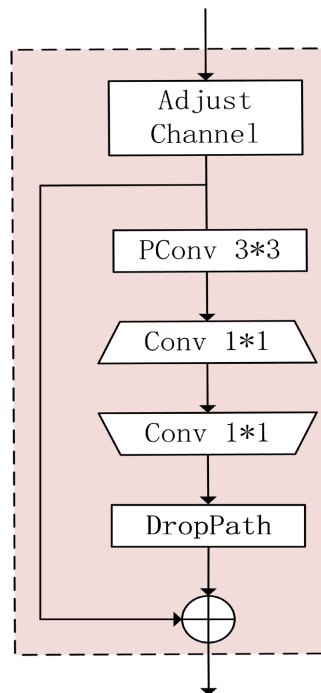 Adjust
Channel
PConv 3*3
Conv 1*1
Conv 1*1
DropPath